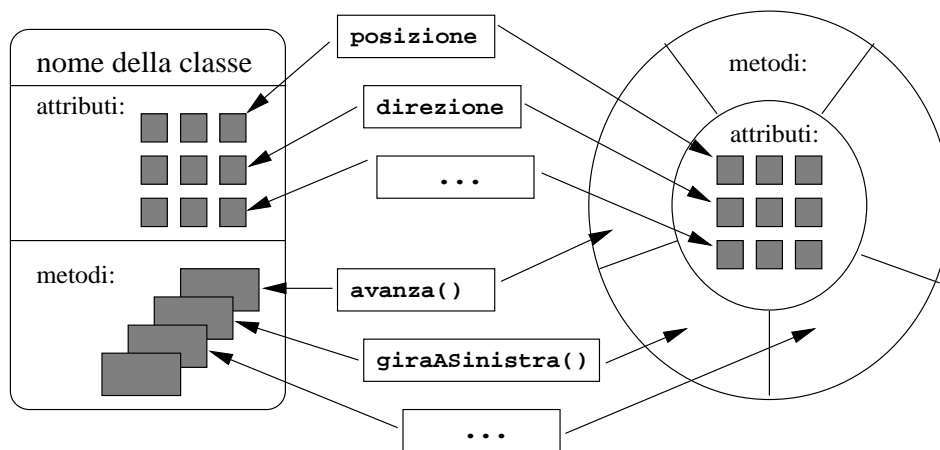 nome della classe
attributi:
metodi:
posizione
direzione
...
avanza()
giraASinistra()
...
metodi:
attributi: